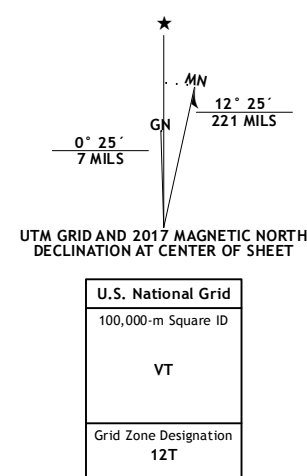 ★
MN
GN
12° 25´
221 MILS
0° 25´
7 MILS
UTM GRID AND 2017 MAGNETIC NORTH
DECLINATION AT CENTER OF SHEET
U.S. National Grid
100,000-m Square ID
VT
Grid Zone Designation
12T